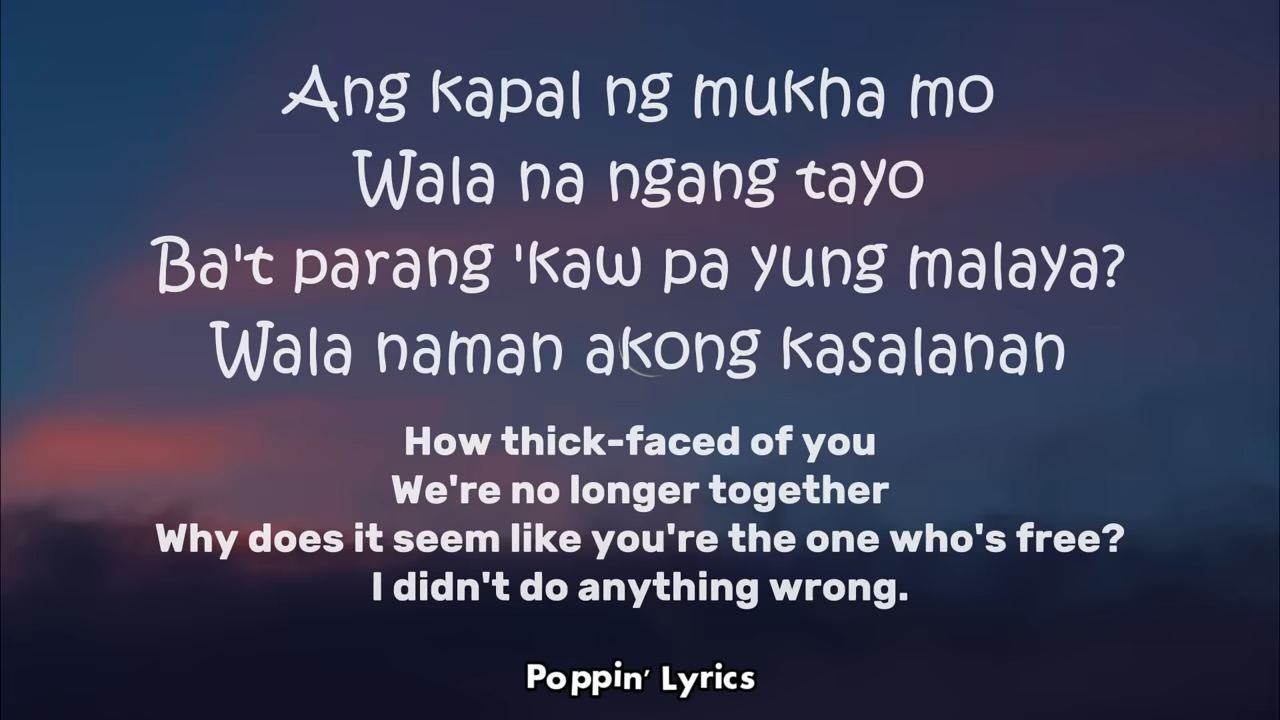 Ang kapal ng mukha mo
Wala na ngang tayo
Ba't parang 'kaw pa yung malaya?
Wala naman akong kasalanan
How thick-faced of you
We're no longer together
Why does it seem like you're the one who's free?
I didn't do anything wrong.
Poppin' Lyrics